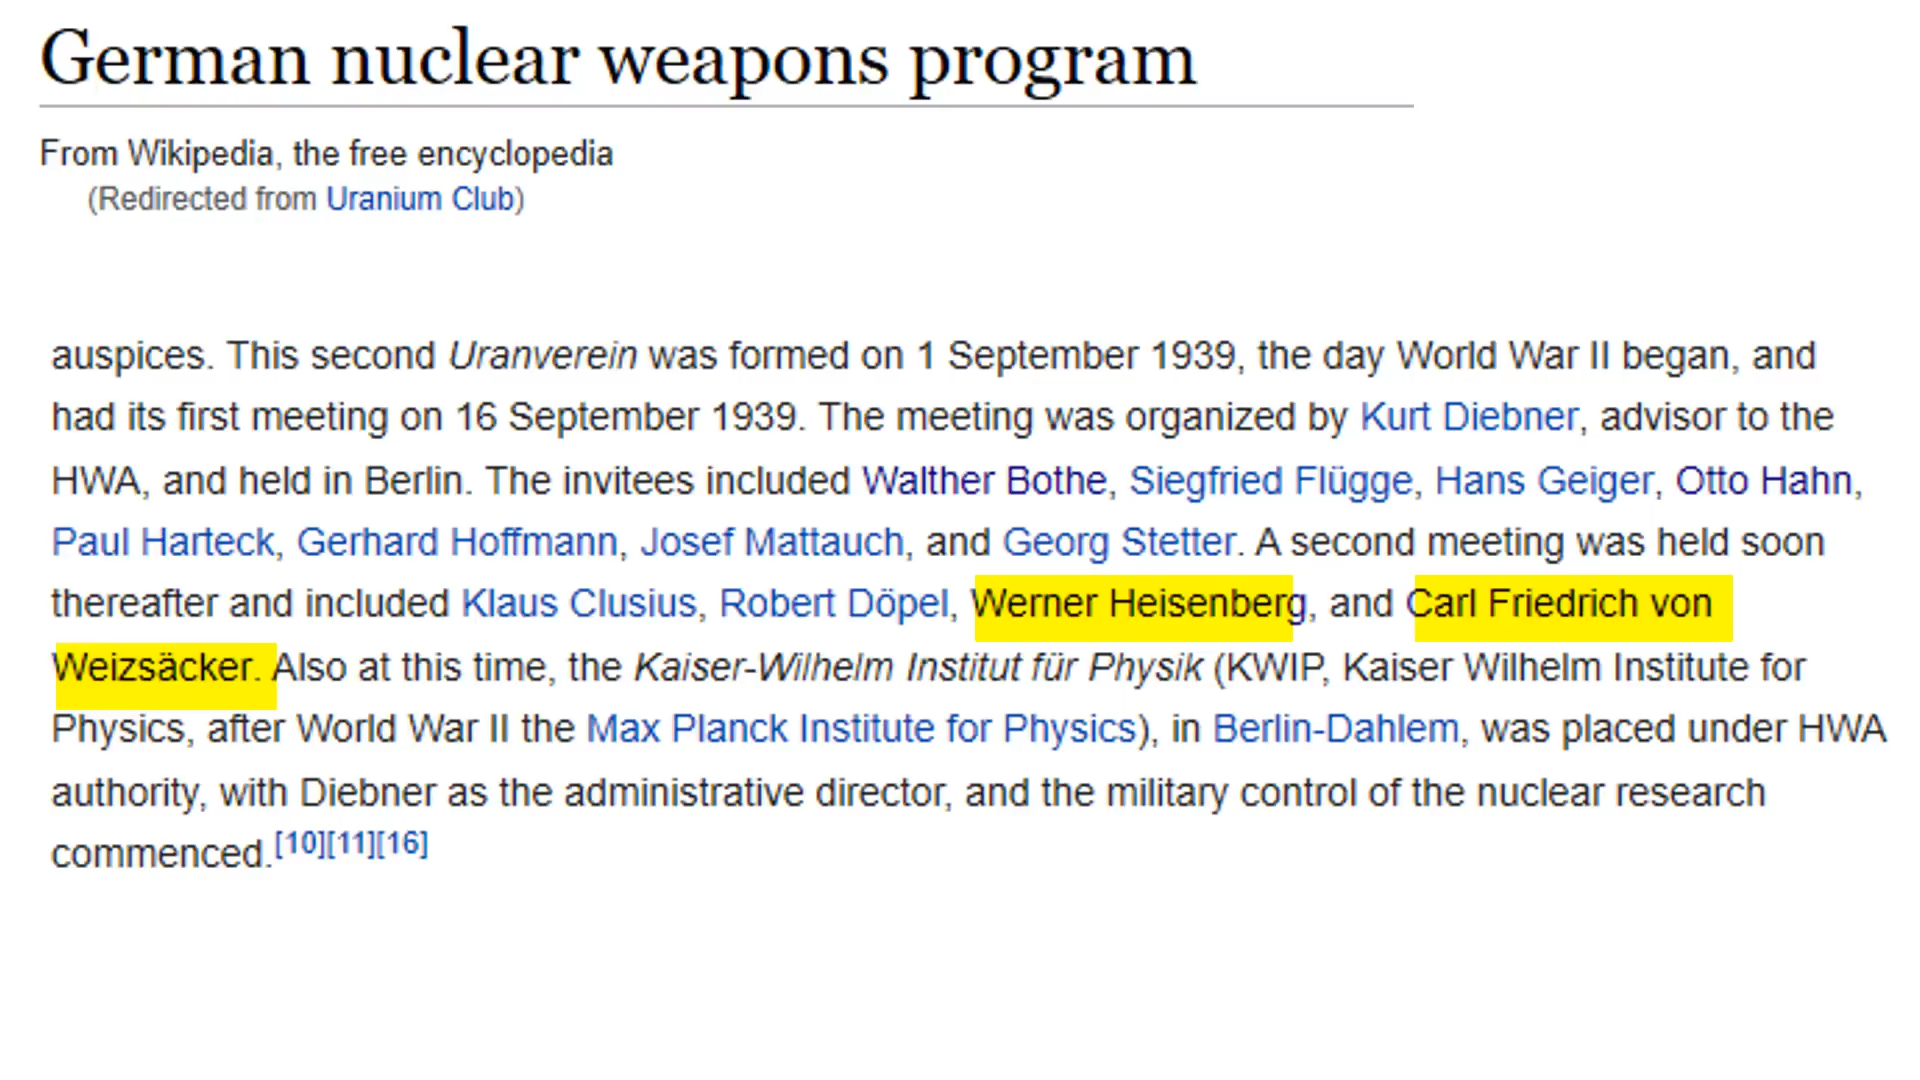 German nuclear weapons program
From Wikipedia, the free encyclopedia
(Redirected from Uranium Club)
auspices. This second Uranverein was formed on 1 September 1939, the day World War II began, and
had its first meeting on 16 September 1939. The meeting was organized by Kurt Diebner, advisor to the
HWA, and held in Berlin. The invitees included Walther Bothe, Siegfried Flügge, Hans Geiger, Otto Hahn,
Paul Harteck, Gerhard Hoffmann, Josef Mattauch, and Georg Stetter. A second meeting was held soon
thereafter and included Klaus Clusius, Robert Döpel, Werner Heisenberg, and Carl Friedrich von
Weizsäcker. Also at this time, the Kaiser-Wilhelm Institut für Physik (KWIP, Kaiser Wilhelm Institute for
Physics, after World War II the Max Planck Institute for Physics), in Berlin-Dahlem, was placed under HWA
authority, with Diebner as the administrative director, and the military control of the nuclear research
commenced.[10][11][16]